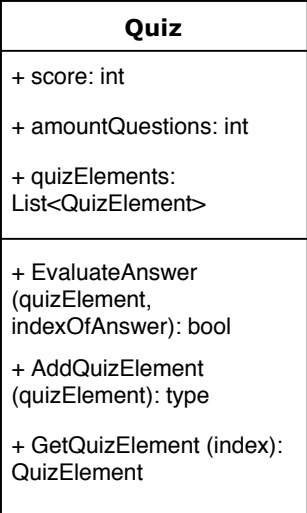 Quiz
+ score: int
+ amountQuestions: int
+ quizElements:
List<QuizElement>
+ EvaluateAnswer
(quizElement,
indexOfAnswer): bool
+ AddQuizElement
(quizElement): type
+ GetQuizElement (index):
QuizElement